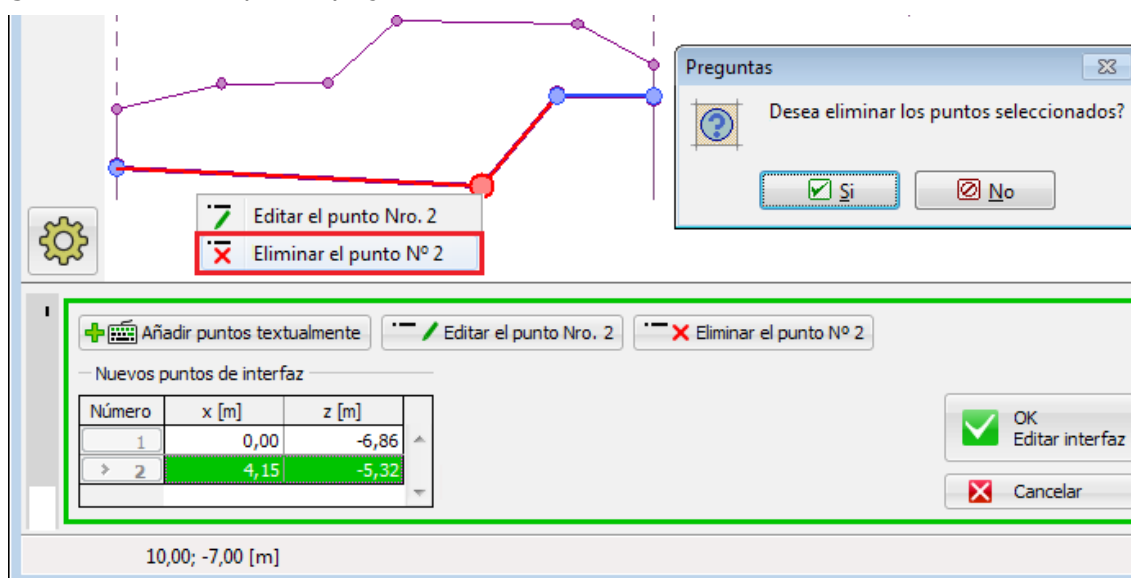 Preguntas
Desea eliminar los puntos seleccionados?
Si
No
Editar el punto Nro. 2
Eliminar el punto Nº 2
Añadir puntos textualmente
Editar el punto Nro. 2
Eliminar el punto Nº 2
Nuevos puntos de interfaz
Número x [m] z [m]
1 0,00 -6,86
> 2 4,15 -5,32
OK
Editar interfaz
Cancelar
10,00; -7,00 [m]